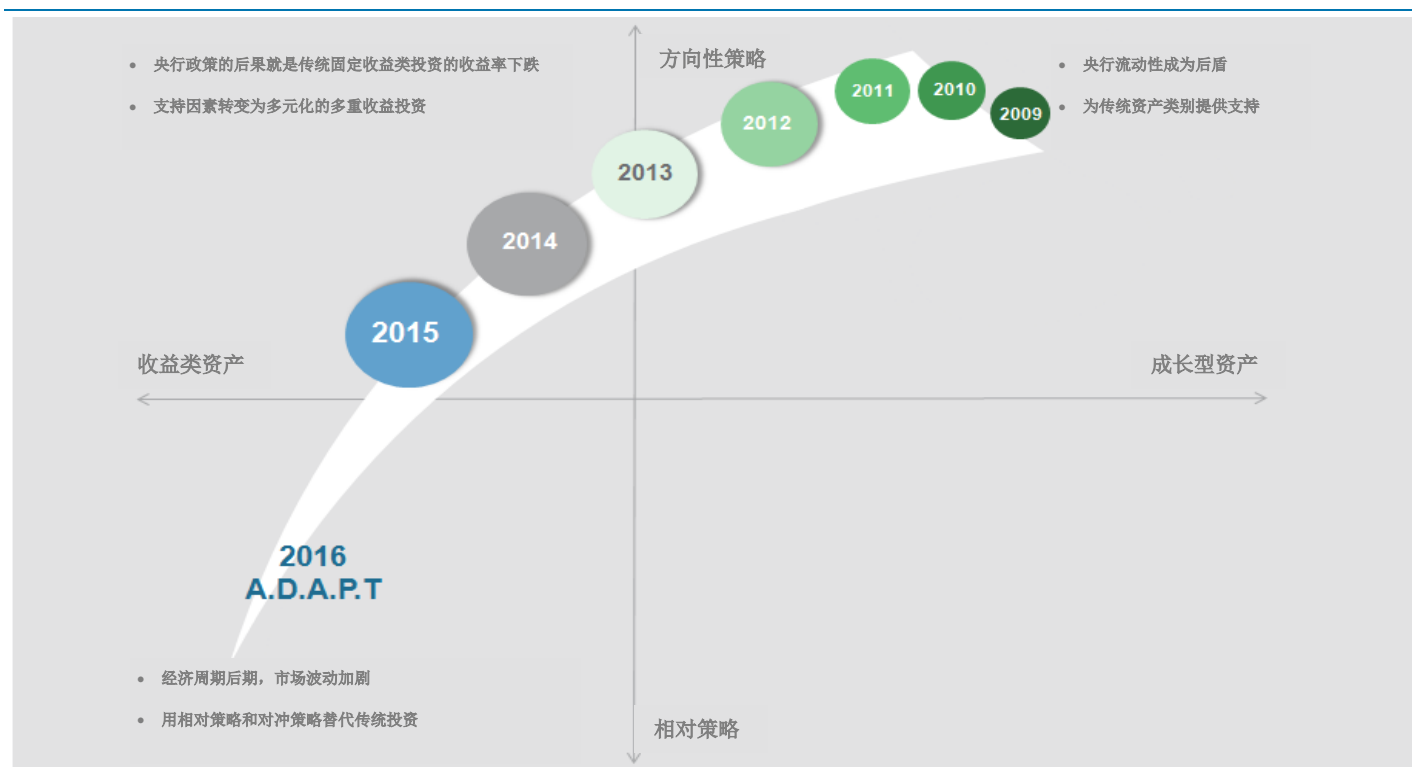 方向性策略
• 央行政策的后果就是传统固定收益类投资的收益率下跌
• 支持因素转变为多元化的多重收益投资
• 央行流动性成为后盾
• 为传统资产类别提供支持
2009
2010
2011
2012
2013
2014
2015
收益类资产
成长型资产
2016
A.D.A.P.T
• 经济周期后期，市场波动加剧
• 用相对策略和对冲策略替代传统投资
相对策略